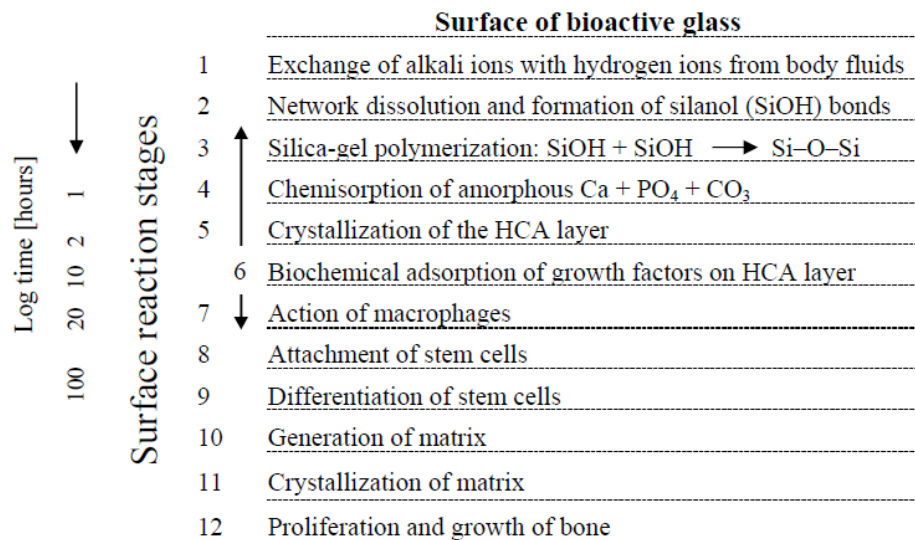 Surface of bioactive glass
1 Exchange of alkali ions with hydrogen ions from body fluids
2 Network dissolution and formation of silanol (SiOH) bonds
3 Silica-gel polymerization: SiOH + SiOH ⟶ Si–O–Si
4 Chemisorption of amorphous Ca + PO₄ + CO₃
5 Crystallization of the HCA layer
6 Biochemical adsorption of growth factors on HCA layer
7 Action of macrophages
8 Attachment of stem cells
9 Differentiation of stem cells
10 Generation of matrix
11 Crystallization of matrix
12 Proliferation and growth of bone
Surface reaction stages
Log time [hours]
1
2
10
20
100